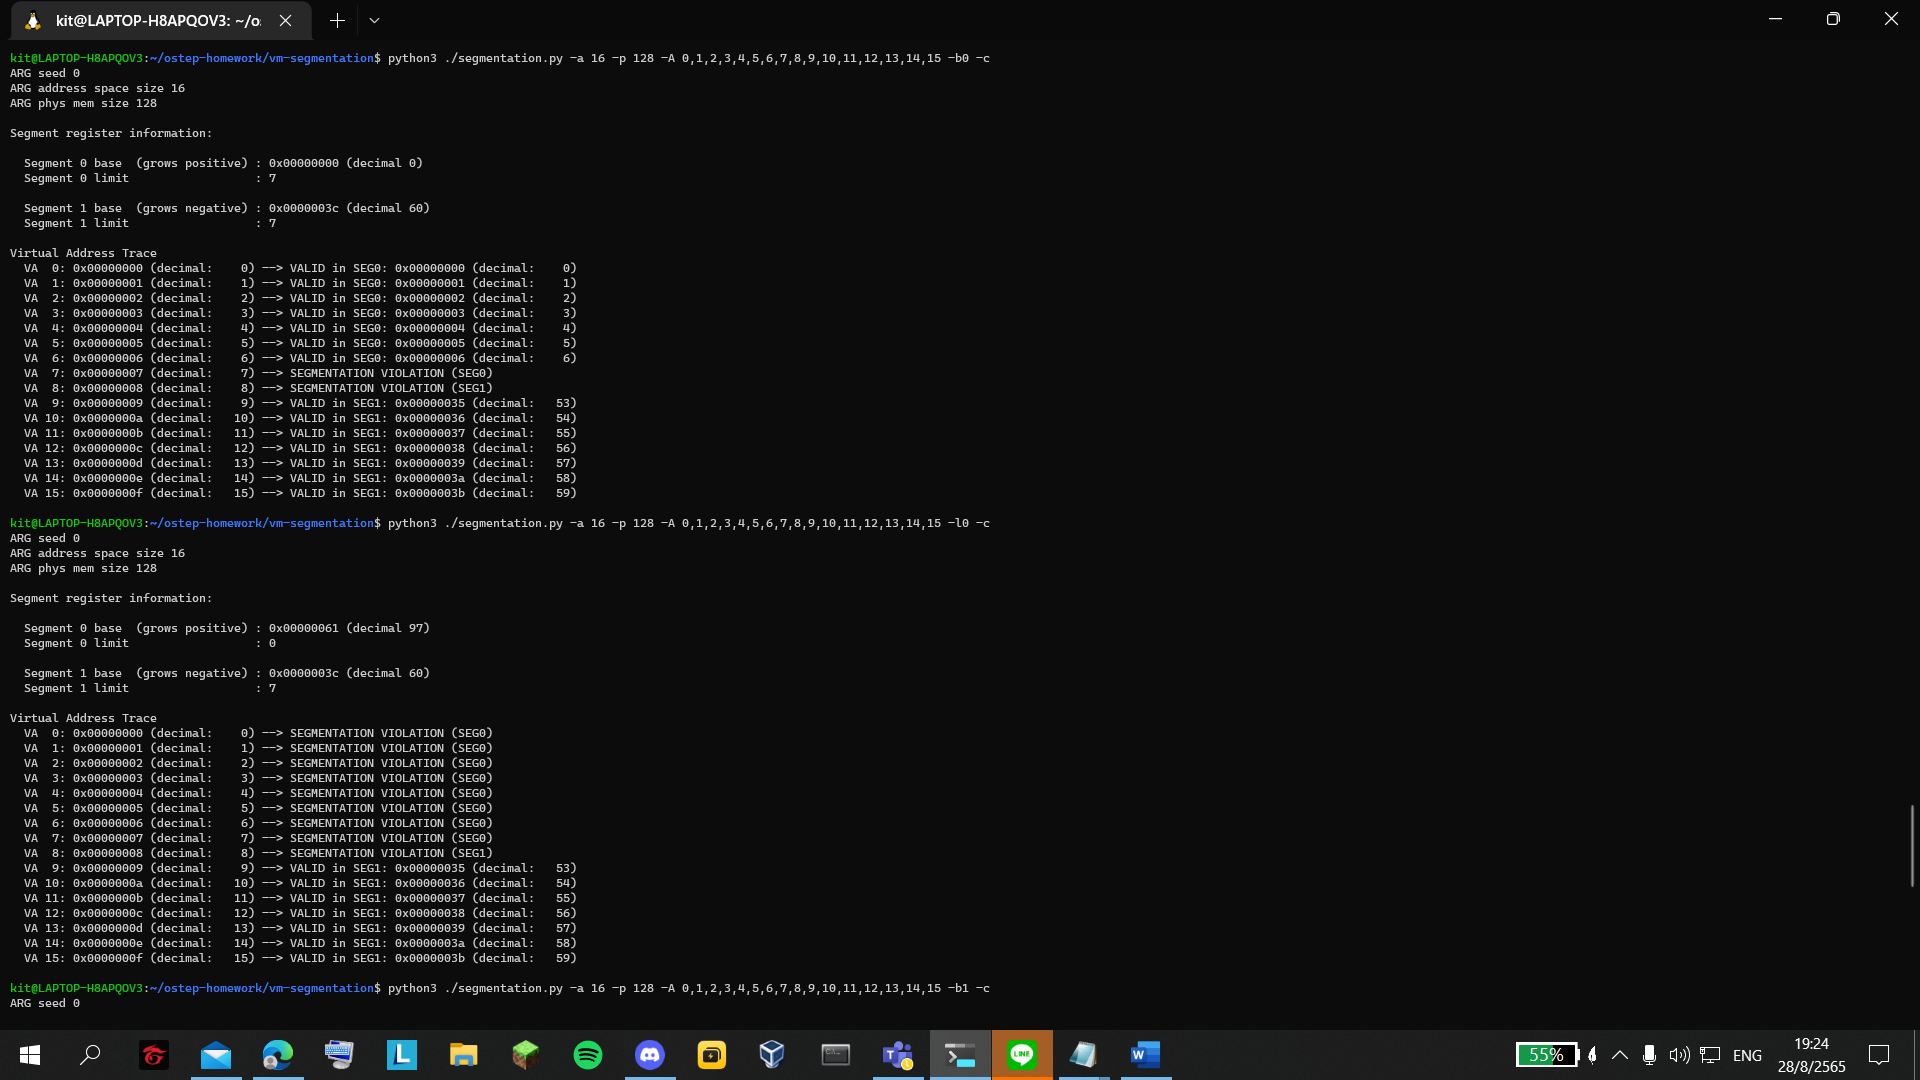 kit@LAPTOP-H8APQOV3: ~/o
kit@LAPTOP-H8APQOV3:~/ostep-homework/vm-segmentation$ python3 ./segmentation.py -a 16 -p 128 -A 0,1,2,3,4,5,6,7,8,9,10,11,12,13,14,15 -b0 -c
ARG seed 0
ARG address space size 16
ARG phys mem size 128
Segment register information:
Segment 0 base  (grows positive) : 0x00000000 (decimal 0)
Segment 0 limit                  : 7
Segment 1 base  (grows negative) : 0x0000003c (decimal 60)
Segment 1 limit                  : 7
Virtual Address Trace
VA  0: 0x00000000 (decimal:    0) --> VALID in SEG0: 0x00000000 (decimal:    0)
VA  1: 0x00000001 (decimal:    1) --> VALID in SEG0: 0x00000001 (decimal:    1)
VA  2: 0x00000002 (decimal:    2) --> VALID in SEG0: 0x00000002 (decimal:    2)
VA  3: 0x00000003 (decimal:    3) --> VALID in SEG0: 0x00000003 (decimal:    3)
VA  4: 0x00000004 (decimal:    4) --> VALID in SEG0: 0x00000004 (decimal:    4)
VA  5: 0x00000005 (decimal:    5) --> VALID in SEG0: 0x00000005 (decimal:    5)
VA  6: 0x00000006 (decimal:    6) --> VALID in SEG0: 0x00000006 (decimal:    6)
VA  7: 0x00000007 (decimal:    7) --> SEGMENTATION VIOLATION (SEG0)
VA  8: 0x00000008 (decimal:    8) --> SEGMENTATION VIOLATION (SEG1)
VA  9: 0x00000009 (decimal:    9) --> VALID in SEG1: 0x00000035 (decimal:   53)
VA 10: 0x0000000a (decimal:   10) --> VALID in SEG1: 0x00000036 (decimal:   54)
VA 11: 0x0000000b (decimal:   11) --> VALID in SEG1: 0x00000037 (decimal:   55)
VA 12: 0x0000000c (decimal:   12) --> VALID in SEG1: 0x00000038 (decimal:   56)
VA 13: 0x0000000d (decimal:   13) --> VALID in SEG1: 0x00000039 (decimal:   57)
VA 14: 0x0000000e (decimal:   14) --> VALID in SEG1: 0x0000003a (decimal:   58)
VA 15: 0x0000000f (decimal:   15) --> VALID in SEG1: 0x0000003b (decimal:   59)
kit@LAPTOP-H8APQOV3:~/ostep-homework/vm-segmentation$ python3 ./segmentation.py -a 16 -p 128 -A 0,1,2,3,4,5,6,7,8,9,10,11,12,13,14,15 -l0 -c
ARG seed 0
ARG address space size 16
ARG phys mem size 128
Segment register information:
Segment 0 base  (grows positive) : 0x00000061 (decimal 97)
Segment 0 limit                  : 0
Segment 1 base  (grows negative) : 0x0000003c (decimal 60)
Segment 1 limit                  : 7
Virtual Address Trace
VA  0: 0x00000000 (decimal:    0) --> SEGMENTATION VIOLATION (SEG0)
VA  1: 0x00000001 (decimal:    1) --> SEGMENTATION VIOLATION (SEG0)
VA  2: 0x00000002 (decimal:    2) --> SEGMENTATION VIOLATION (SEG0)
VA  3: 0x00000003 (decimal:    3) --> SEGMENTATION VIOLATION (SEG0)
VA  4: 0x00000004 (decimal:    4) --> SEGMENTATION VIOLATION (SEG0)
VA  5: 0x00000005 (decimal:    5) --> SEGMENTATION VIOLATION (SEG0)
VA  6: 0x00000006 (decimal:    6) --> SEGMENTATION VIOLATION (SEG0)
VA  7: 0x00000007 (decimal:    7) --> SEGMENTATION VIOLATION (SEG0)
VA  8: 0x00000008 (decimal:    8) --> SEGMENTATION VIOLATION (SEG1)
VA  9: 0x00000009 (decimal:    9) --> VALID in SEG1: 0x00000035 (decimal:   53)
VA 10: 0x0000000a (decimal:   10) --> VALID in SEG1: 0x00000036 (decimal:   54)
VA 11: 0x0000000b (decimal:   11) --> VALID in SEG1: 0x00000037 (decimal:   55)
VA 12: 0x0000000c (decimal:   12) --> VALID in SEG1: 0x00000038 (decimal:   56)
VA 13: 0x0000000d (decimal:   13) --> VALID in SEG1: 0x00000039 (decimal:   57)
VA 14: 0x0000000e (decimal:   14) --> VALID in SEG1: 0x0000003a (decimal:   58)
VA 15: 0x0000000f (decimal:   15) --> VALID in SEG1: 0x0000003b (decimal:   59)
kit@LAPTOP-H8APQOV3:~/ostep-homework/vm-segmentation$ python3 ./segmentation.py -a 16 -p 128 -A 0,1,2,3,4,5,6,7,8,9,10,11,12,13,14,15 -b1 -c
ARG seed 0
55%
ENG
19:24
28/8/2565